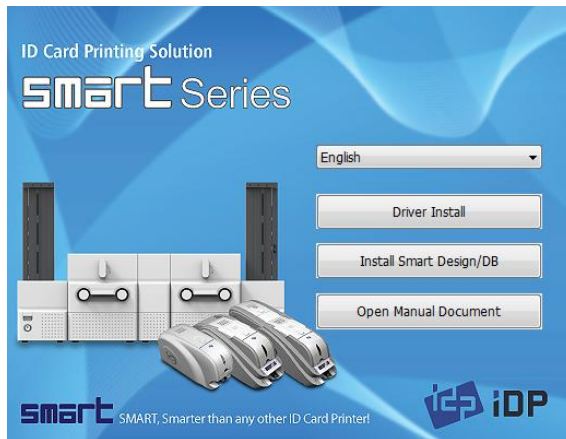 ID Card Printing Solution
smart Series
English
Driver Install
Install Smart Design/DB
Open Manual Document
smart SMART, Smarter than any other ID Card Printer!
iDP